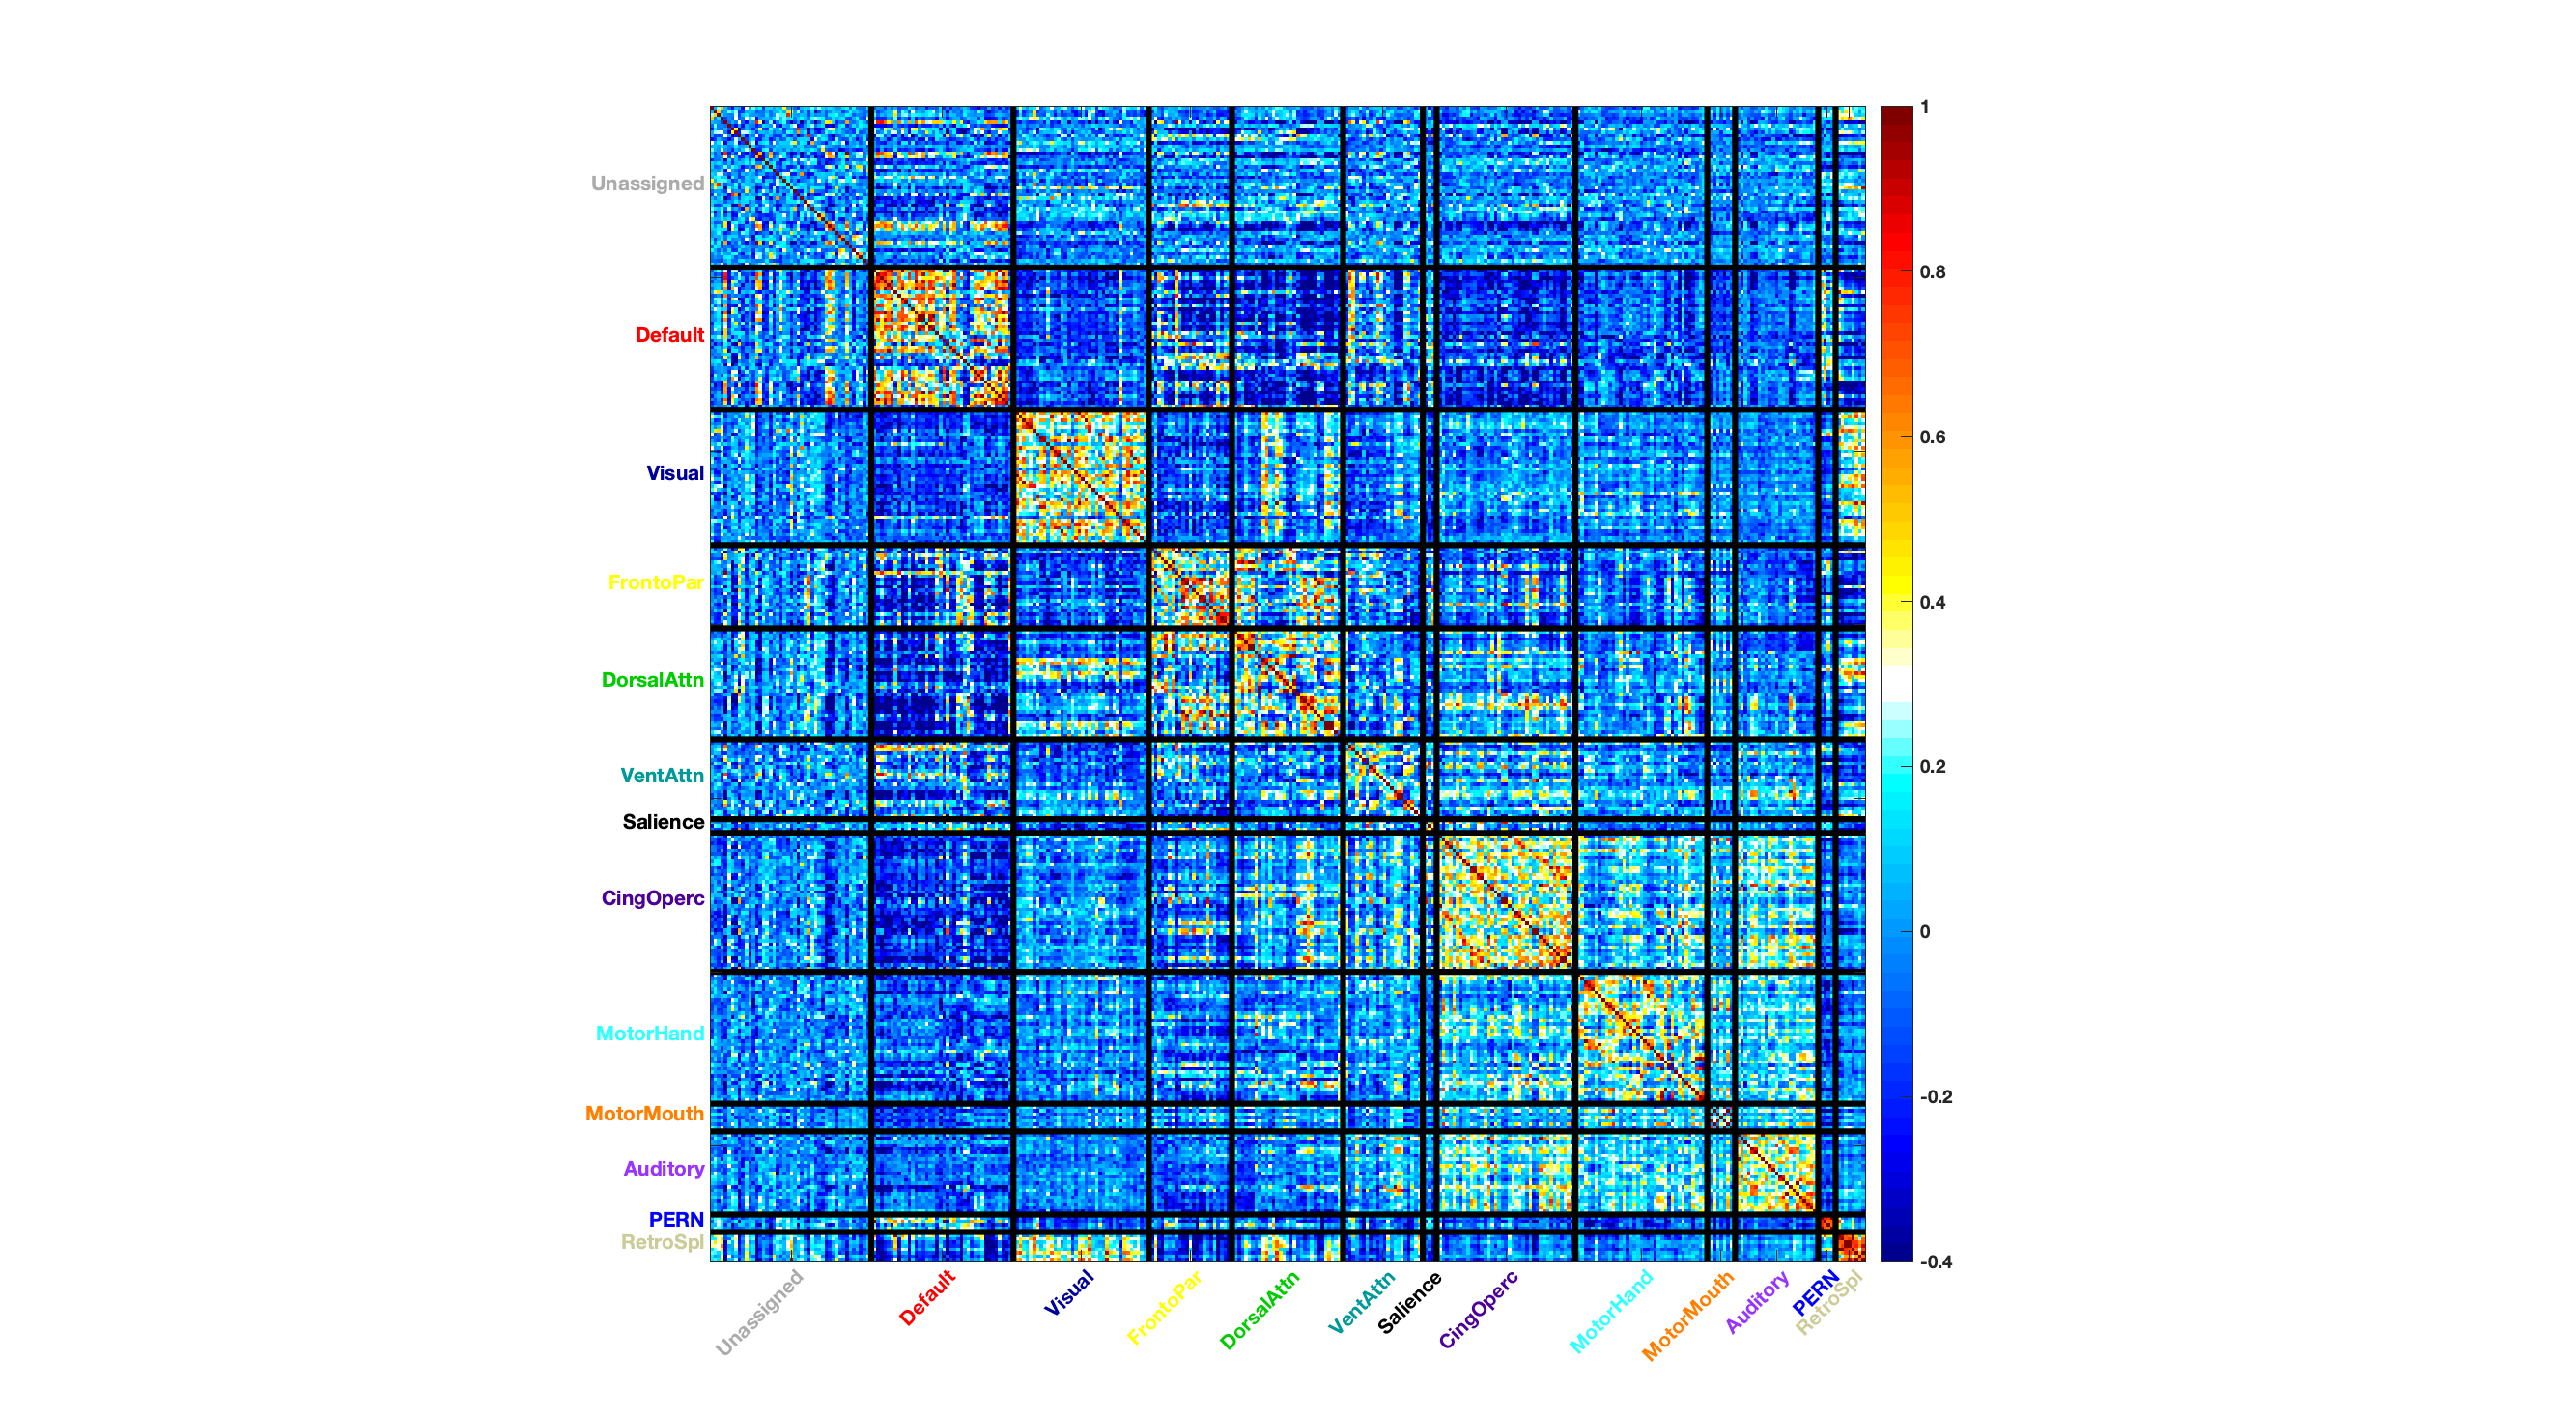 Unassigned
Default
Visual
FrontoPar
DorsalAttn
VentAttn
Salience
CingOperc
MotorHand
MotorMouth
Auditory
PERN
RetroSpl
Unassigned
Default
Visual
FrontoPar
DorsalAttn
VentAttn
Salience
CingOperc
MotorHand
MotorMouth
Auditory
PERN
RetroSpl
1
0.8
0.6
0.4
0.2
0
-0.2
-0.4